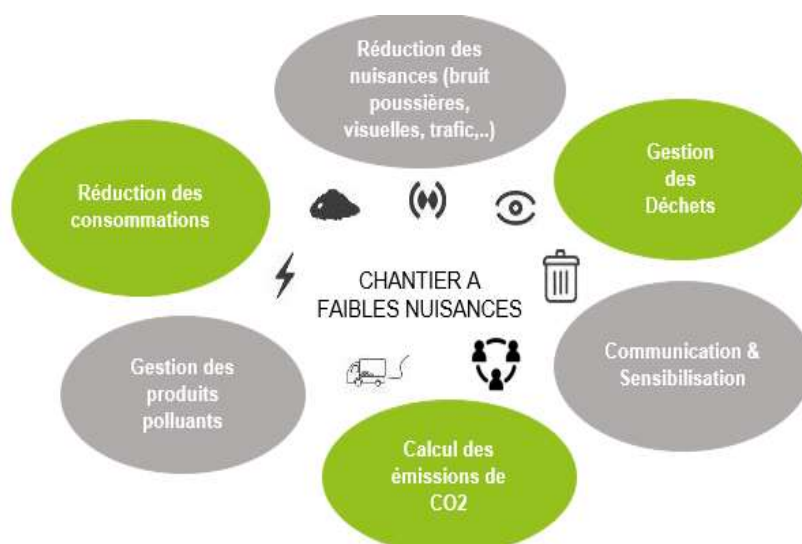 Réduction des
nuisances (bruit
poussières,
visuelles, trafic,..)
Gestion
des
Déchets
Réduction des
consommations
CHANTIER A
FAIBLES NUISANCES
Communication &
Sensibilisation
Gestion des
produits
polluants
Calcul des
émissions de
CO2